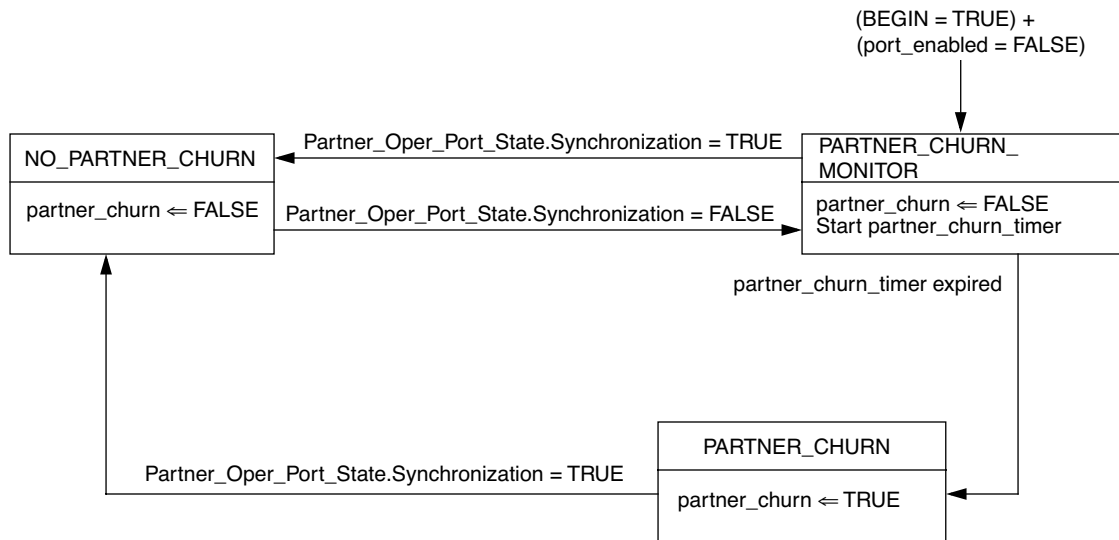 (BEGIN = TRUE) +
(port_enabled = FALSE)
Partner_Oper_Port_State.Synchronization = TRUE
NO_PARTNER_CHURN
PARTNER_CHURN_
MONITOR
partner_churn ⇐ FALSE
Partner_Oper_Port_State.Synchronization = FALSE
partner_churn ⇐ FALSE
Start partner_churn_timer
partner_churn_timer expired
PARTNER_CHURN
Partner_Oper_Port_State.Synchronization = TRUE
partner_churn ⇐ TRUE